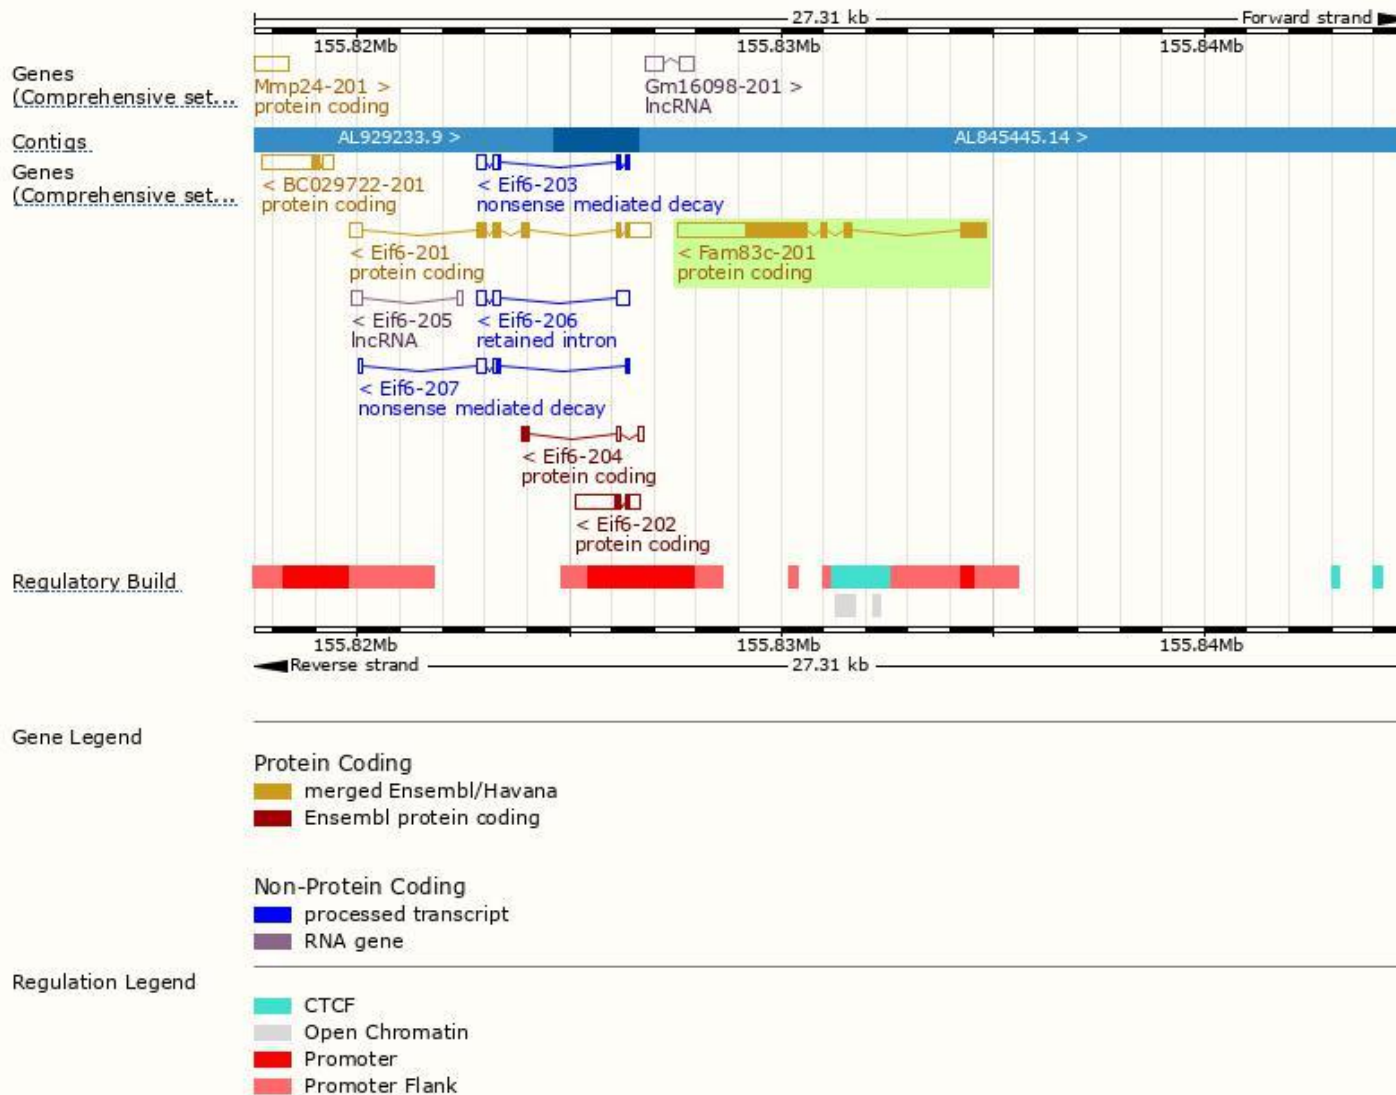 27.31 kb Forward strand
155.82Mb 155.83Mb 155.84Mb
Genes
(Comprehensive set...
Mmp24-201 >
protein coding
Gm16098-201 >
lncRNA
Contigs
AL929233.9 > AL845445.14 >
Genes
(Comprehensive set...
< BC029722-201
protein coding
< Eif6-203
nonsense mediated decay
< Eif6-201
protein coding
< Fam83c-201
protein coding
< Eif6-205
lncRNA
< Eif6-206
retained intron
< Eif6-207
nonsense mediated decay
< Eif6-204
protein coding
< Eif6-202
protein coding
Regulatory Build
155.82Mb 155.83Mb 155.84Mb
Reverse strand 27.31 kb
Gene Legend
Protein Coding
merged Ensembl/Havana
Ensembl protein coding
Non-Protein Coding
processed transcript
RNA gene
Regulation Legend
CTCF
Open Chromatin
Promoter
Promoter Flank